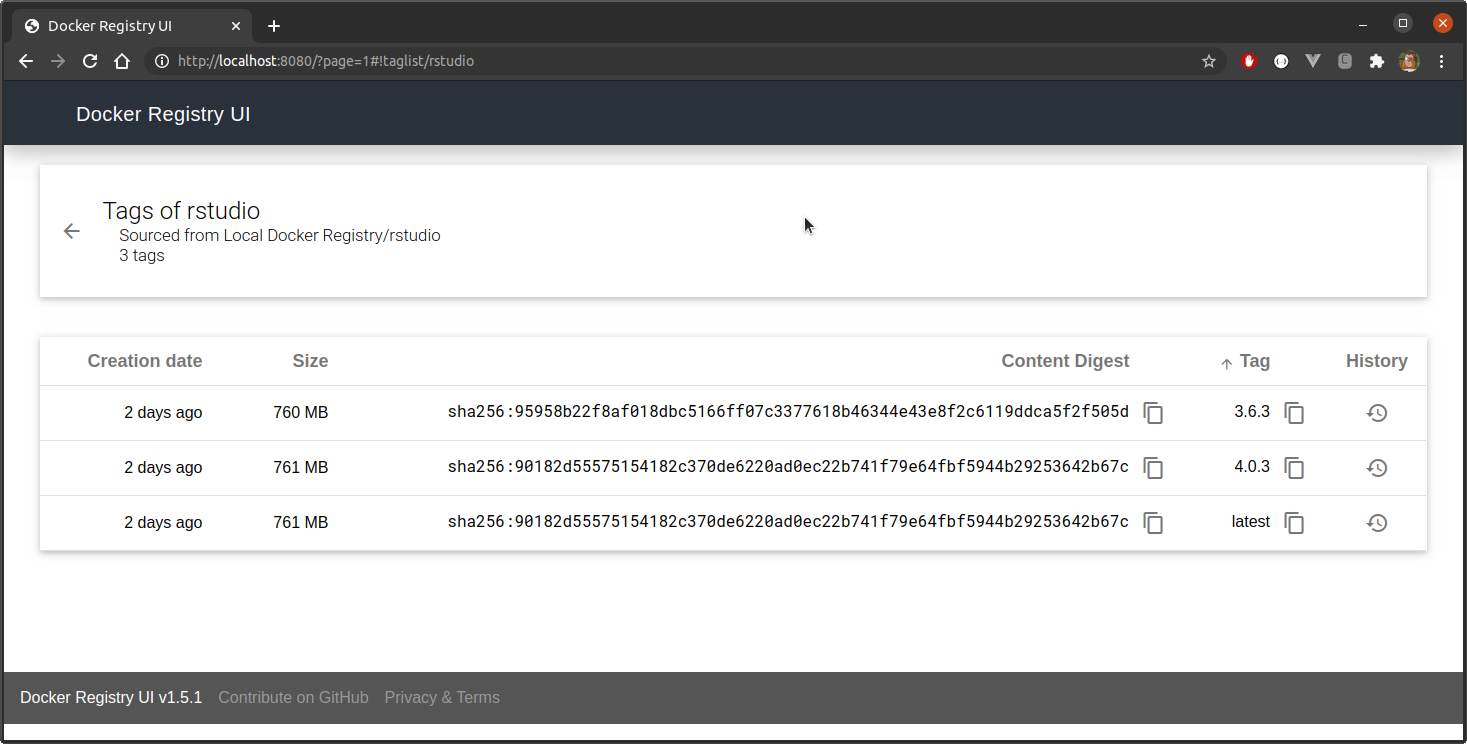 Docker Registry UI
http://localhost:8080/?page=1#!taglist/rstudio
Docker Registry UI
Tags of rstudio
Sourced from Local Docker Registry/rstudio
3 tags
Creation date Size Content Digest Tag History
2 days ago 760 MB sha256:95958b22f8af018dbc5166ff07c3377618b46344e43e8f2c6119ddca5f2f505d 3.6.3
2 days ago 761 MB sha256:90182d55575154182c370de6220ad0ec22b741f79e64fbf5944b29253642b67c 4.0.3
2 days ago 761 MB sha256:90182d55575154182c370de6220ad0ec22b741f79e64fbf5944b29253642b67c latest
Docker Registry UI v1.5.1 Contribute on GitHub Privacy & Terms